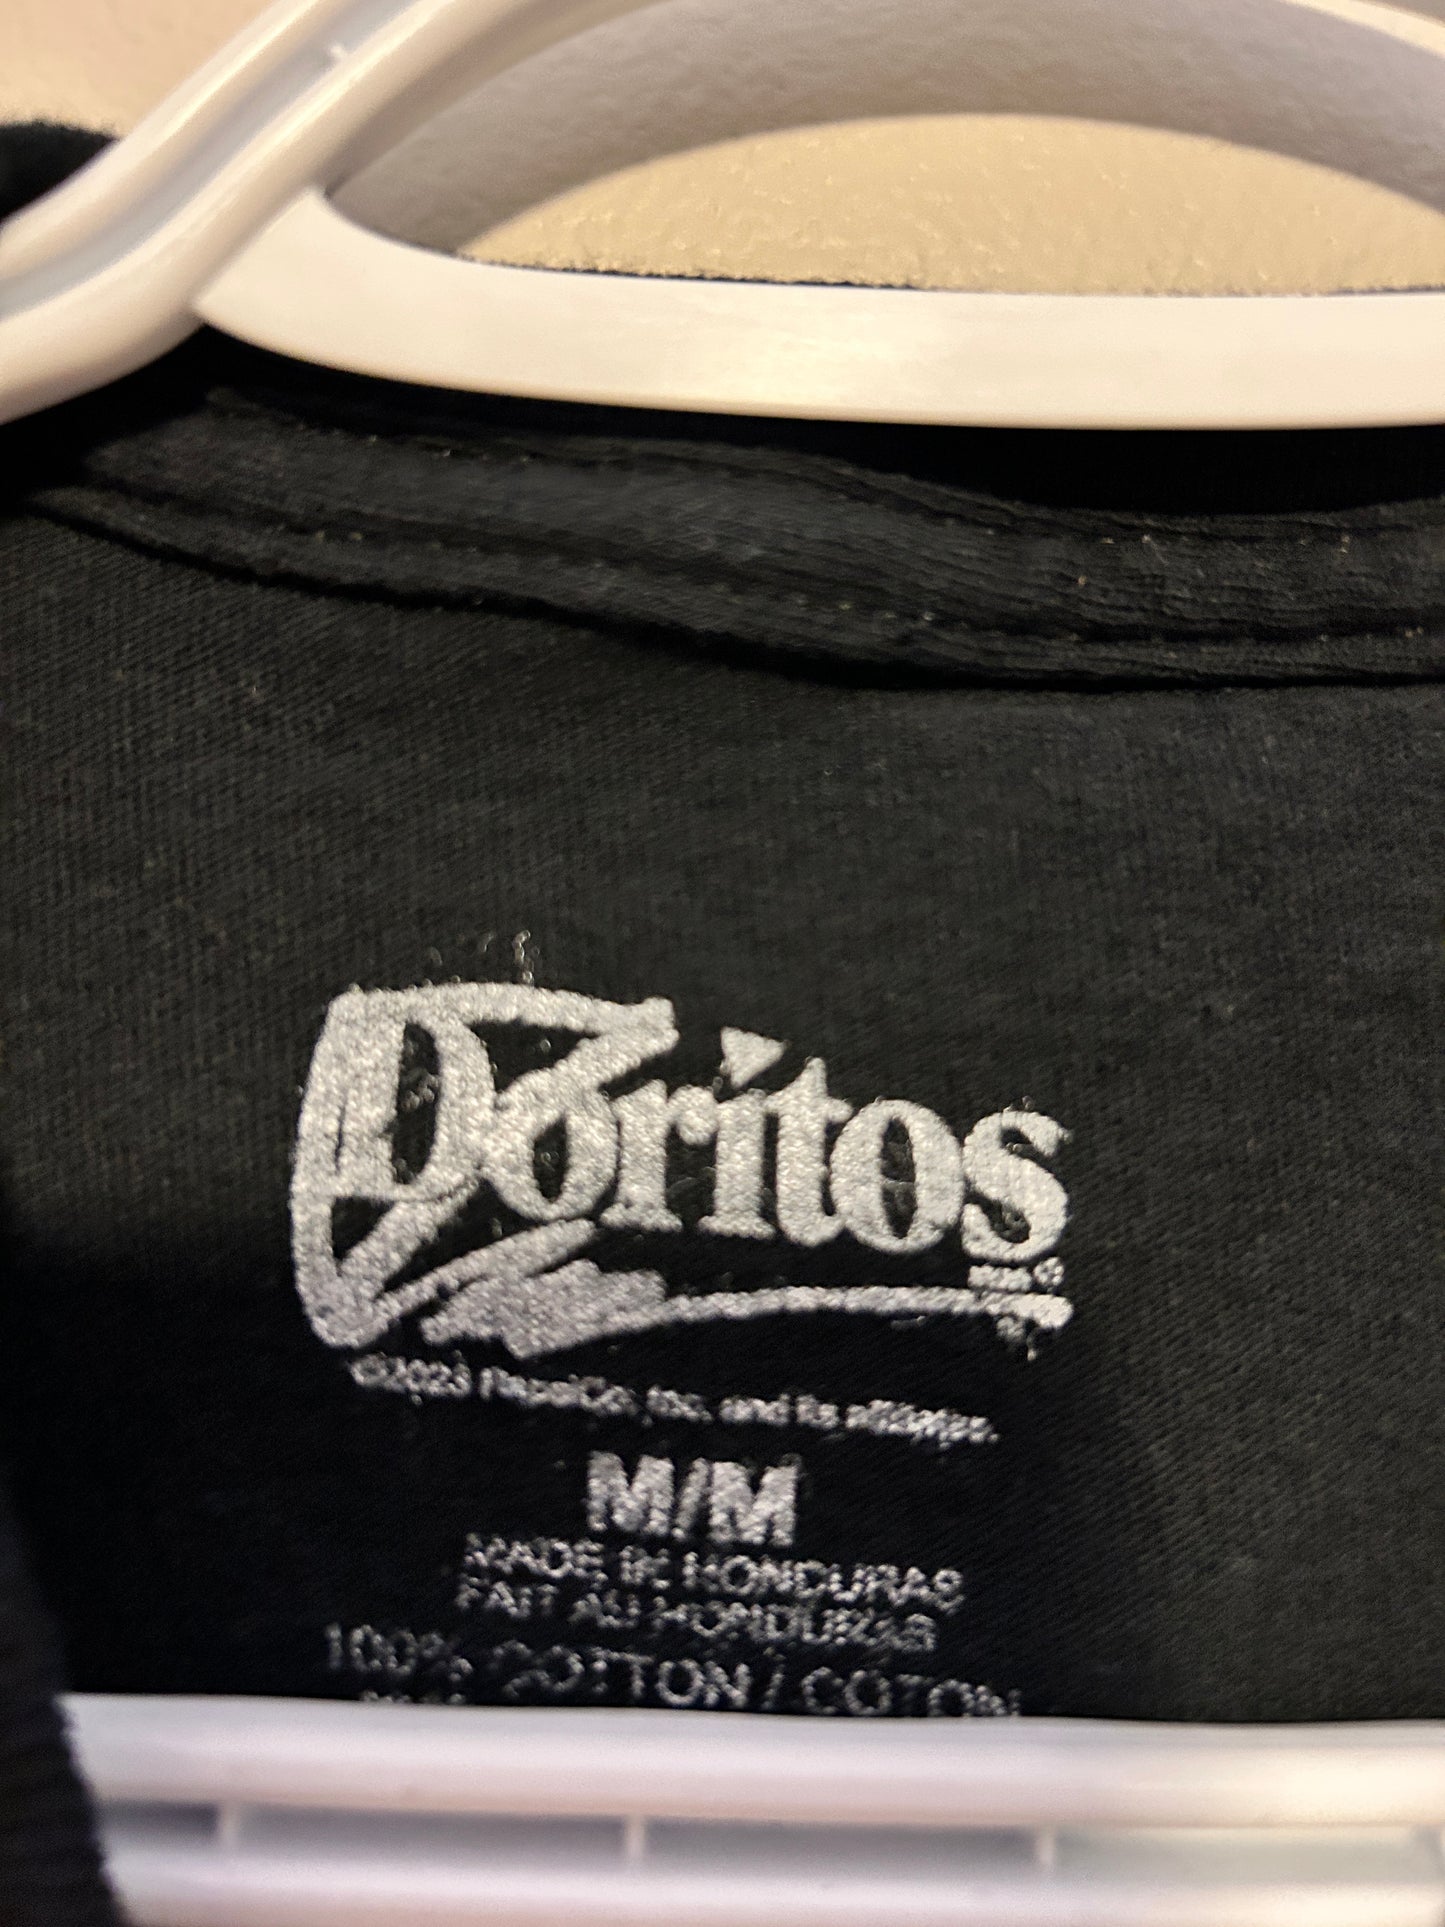 Doritos
©2023 PepsiCo, Inc. and its affiliates.
M/M
MADE IN HONDURAS
FAIT AU HONDURAS
100% COTTON / COTON